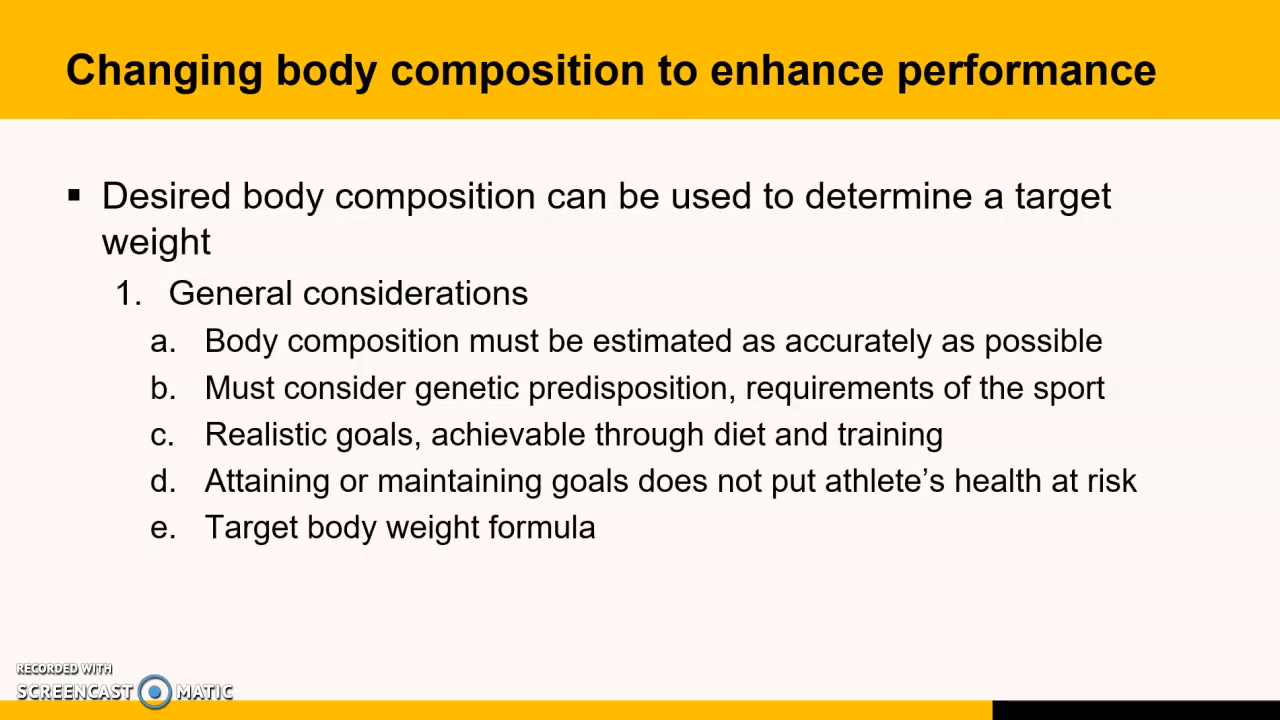 Changing body composition to enhance performance
▪ Desired body composition can be used to determine a target
weight
1. General considerations
a. Body composition must be estimated as accurately as possible
b. Must consider genetic predisposition, requirements of the sport
c. Realistic goals, achievable through diet and training
d. Attaining or maintaining goals does not put athlete’s health at risk
e. Target body weight formula
RECORDED WITH
SCREENCAST MATIC